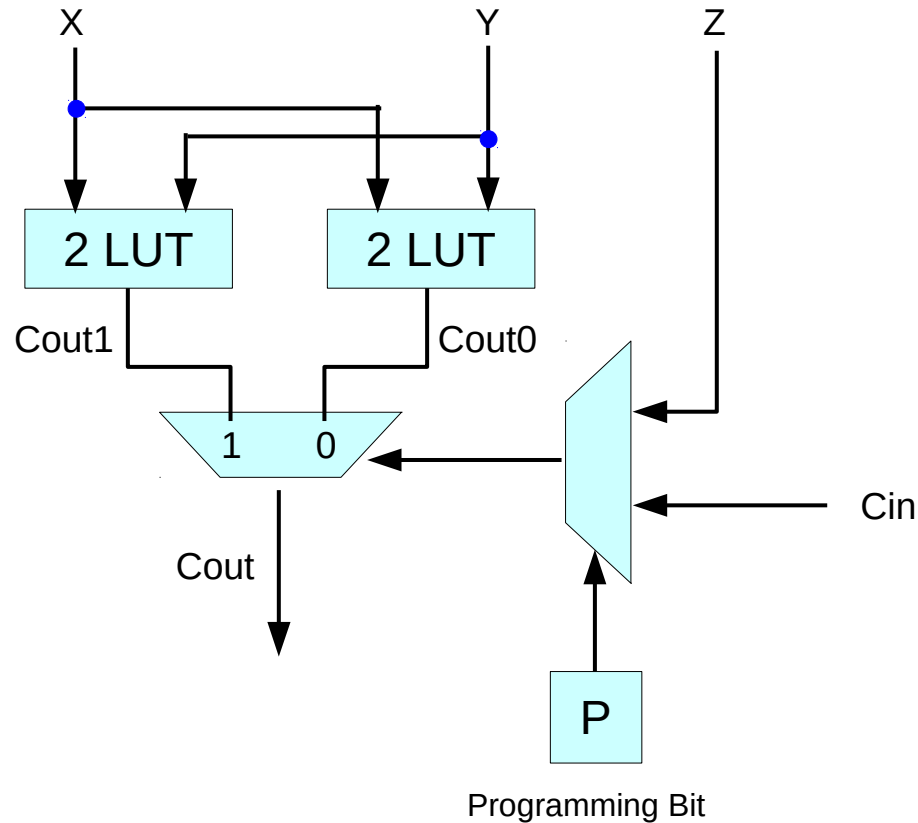 X
Y
Z
2 LUT
2 LUT
Cout1
Cout0
1
0
Cin
Cout
P
Programming Bit